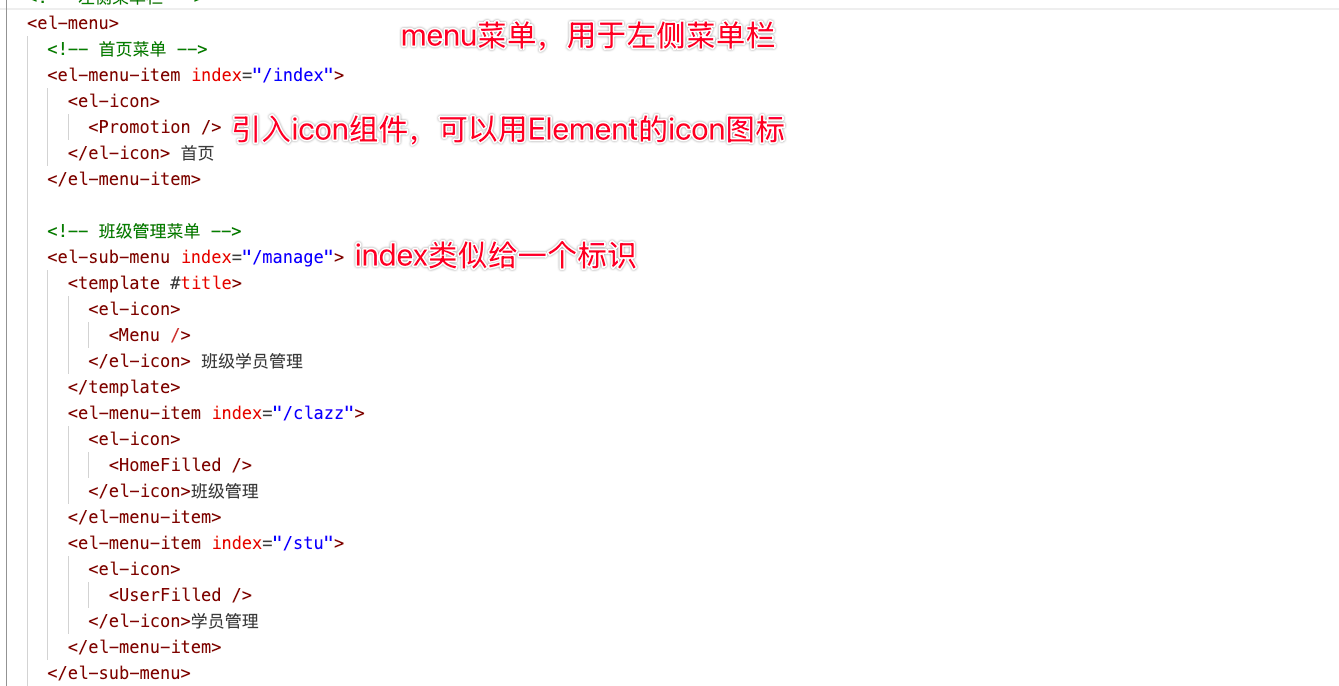 <el-menu> menu菜单，用于左侧菜单栏
<!-- 首页菜单 -->
<el-menu-item index="/index">
<el-icon>
<Promotion /> 引入icon组件，可以用Element的icon图标
</el-icon> 首页
</el-menu-item>
<!-- 班级管理菜单 -->
<el-sub-menu index="/manage"> index类似给一个标识
<template #title>
<el-icon>
<Menu />
</el-icon> 班级学员管理
</template>
<el-menu-item index="/clazz">
<el-icon>
<HomeFilled />
</el-icon>班级管理
</el-menu-item>
<el-menu-item index="/stu">
<el-icon>
<UserFilled />
</el-icon>学员管理
</el-menu-item>
</el-sub-menu>